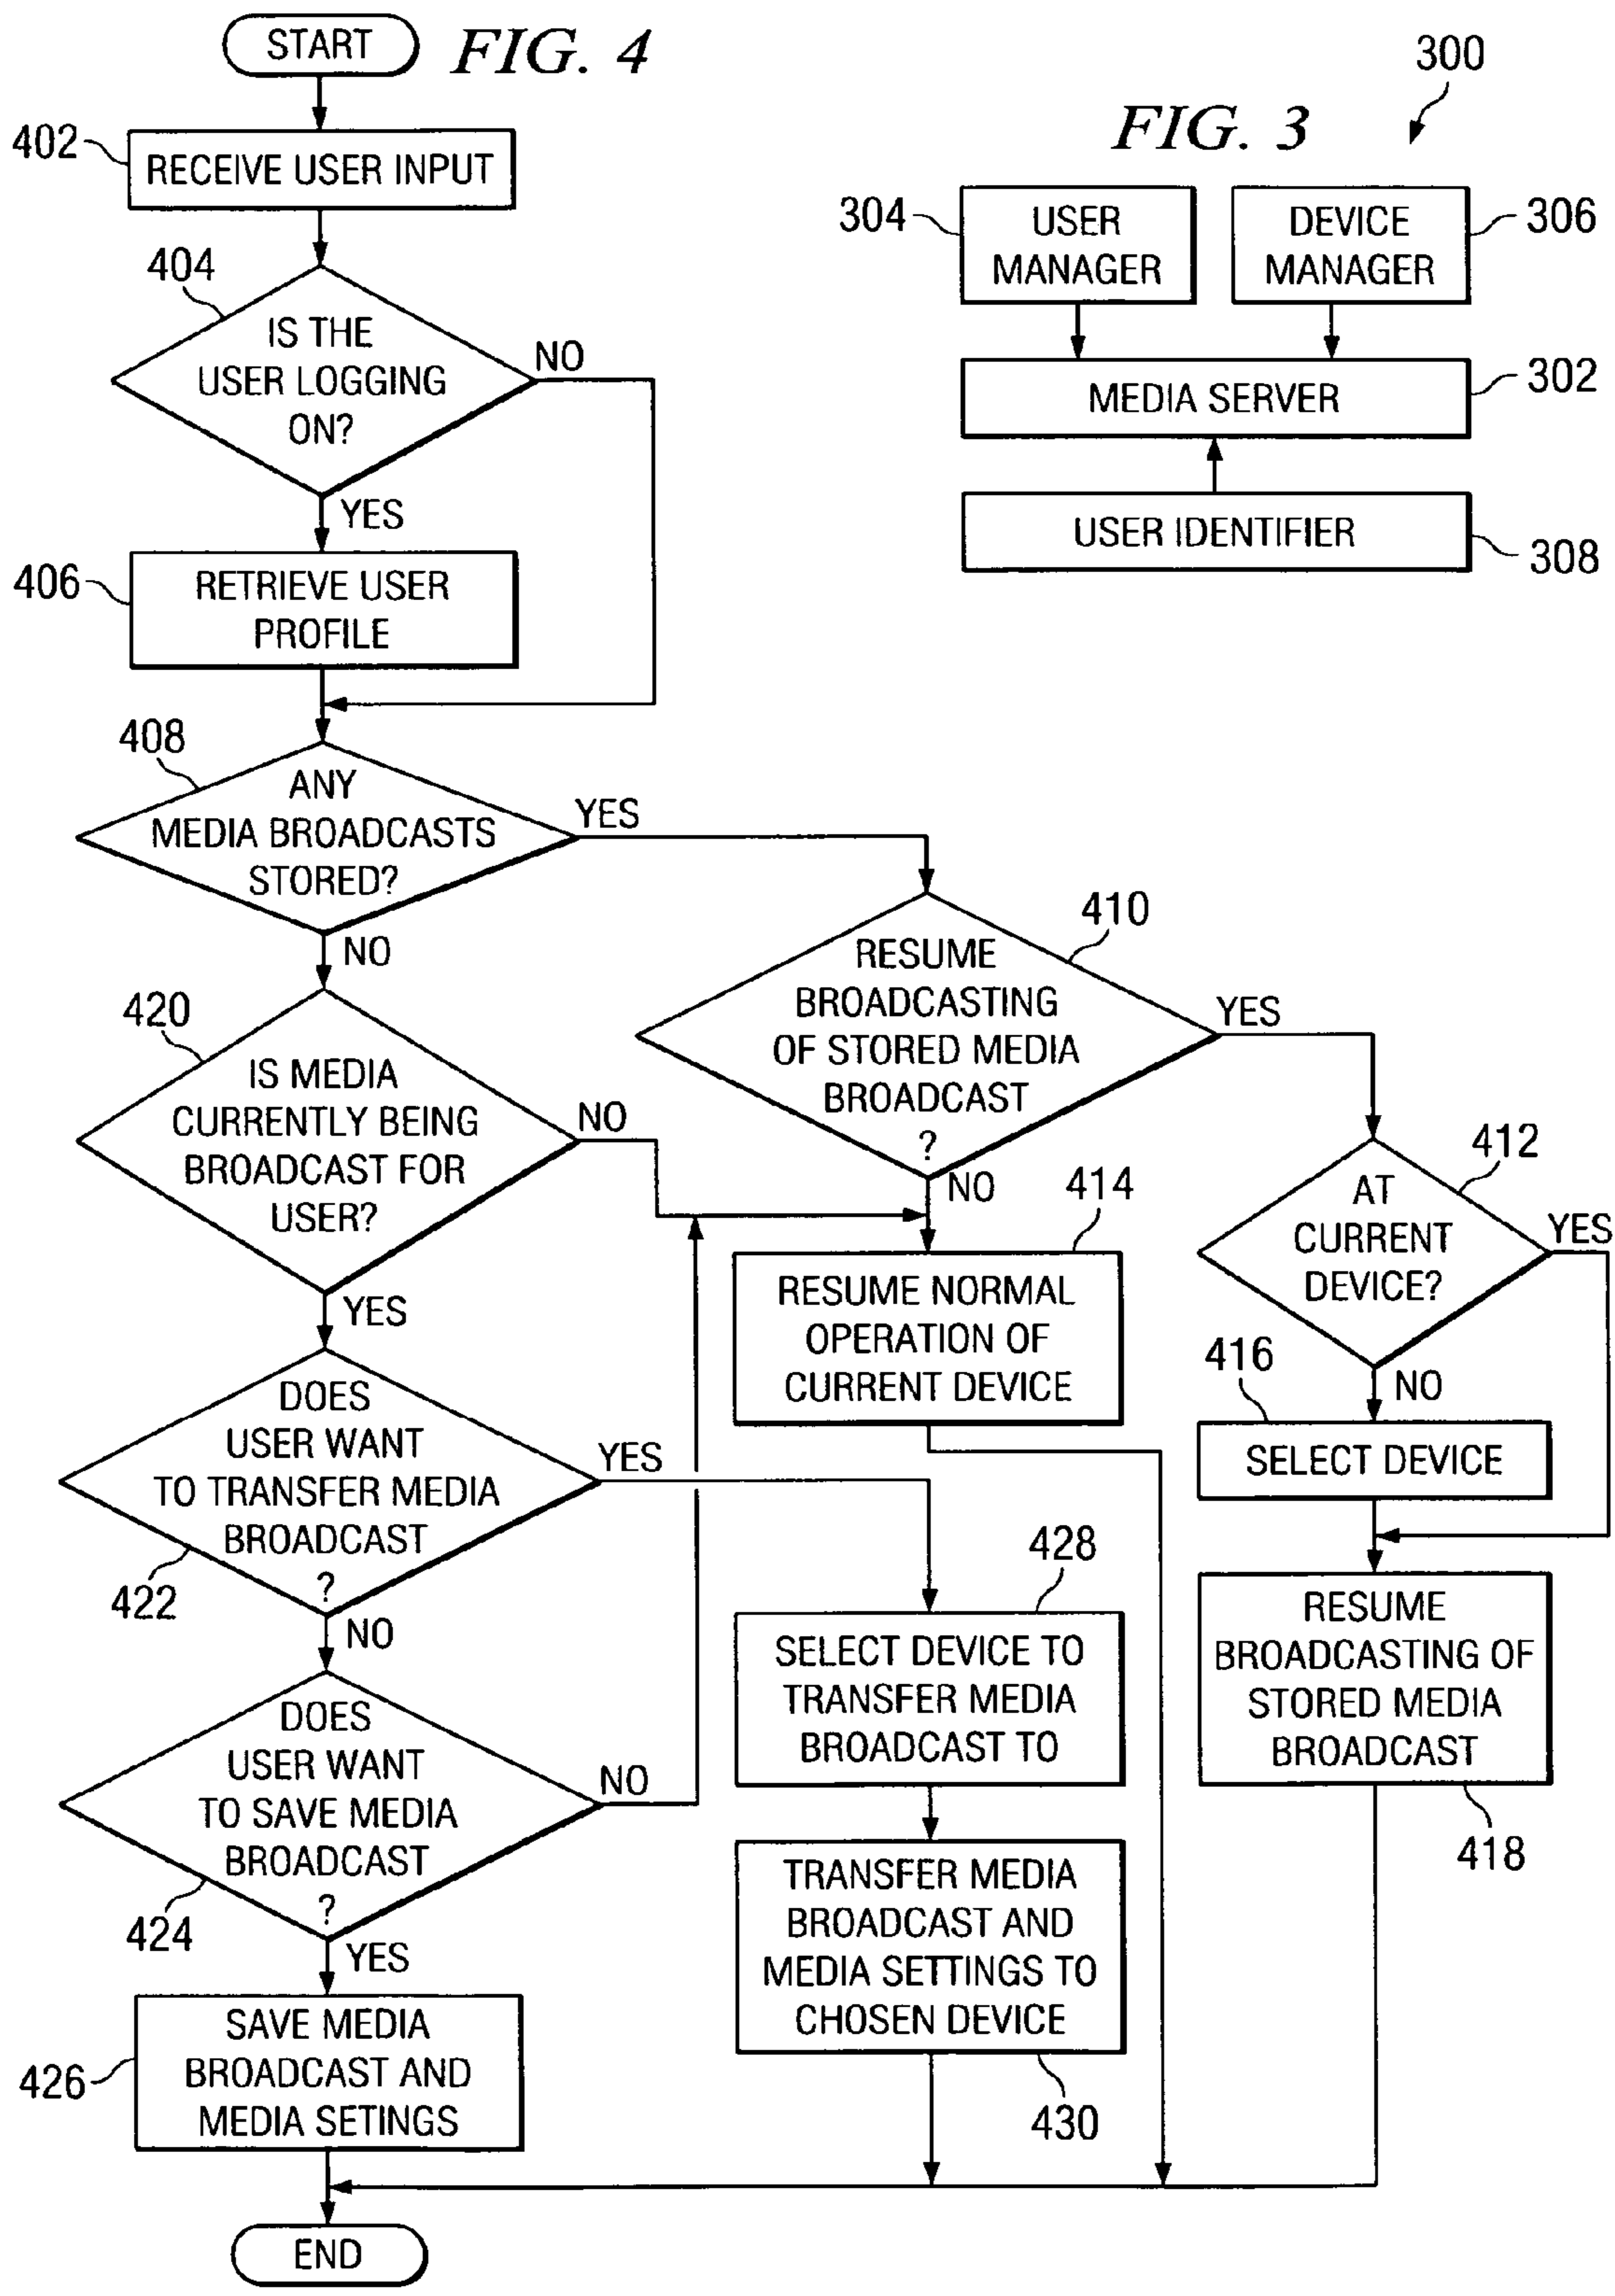 START
FIG. 4
402
RECEIVE USER INPUT
404
IS THE
USER LOGGING
ON?
NO
YES
406
RETRIEVE USER
PROFILE
408
ANY
MEDIA BROADCASTS
STORED?
YES
NO
420
IS MEDIA
CURRENTLY BEING
BROADCAST FOR
USER?
NO
YES
DOES
USER WANT
TO TRANSFER MEDIA
BROADCAST
?
422
YES
NO
DOES
USER WANT
TO SAVE MEDIA
BROADCAST
?
424
NO
YES
426
SAVE MEDIA
BROADCAST AND
MEDIA SETINGS
END
410
RESUME
BROADCASTING
OF STORED MEDIA
BROADCAST
?
YES
NO
414
RESUME NORMAL
OPERATION OF
CURRENT DEVICE
428
SELECT DEVICE TO
TRANSFER MEDIA
BROADCAST TO
TRANSFER MEDIA
BROADCAST AND
MEDIA SETTINGS TO
CHOSEN DEVICE
430
412
AT
CURRENT
DEVICE?
YES
NO
416
SELECT DEVICE
RESUME
BROADCASTING OF
STORED MEDIA
BROADCAST
418
FIG. 3
300
304
USER
MANAGER
DEVICE
MANAGER
306
MEDIA SERVER
302
USER IDENTIFIER
308